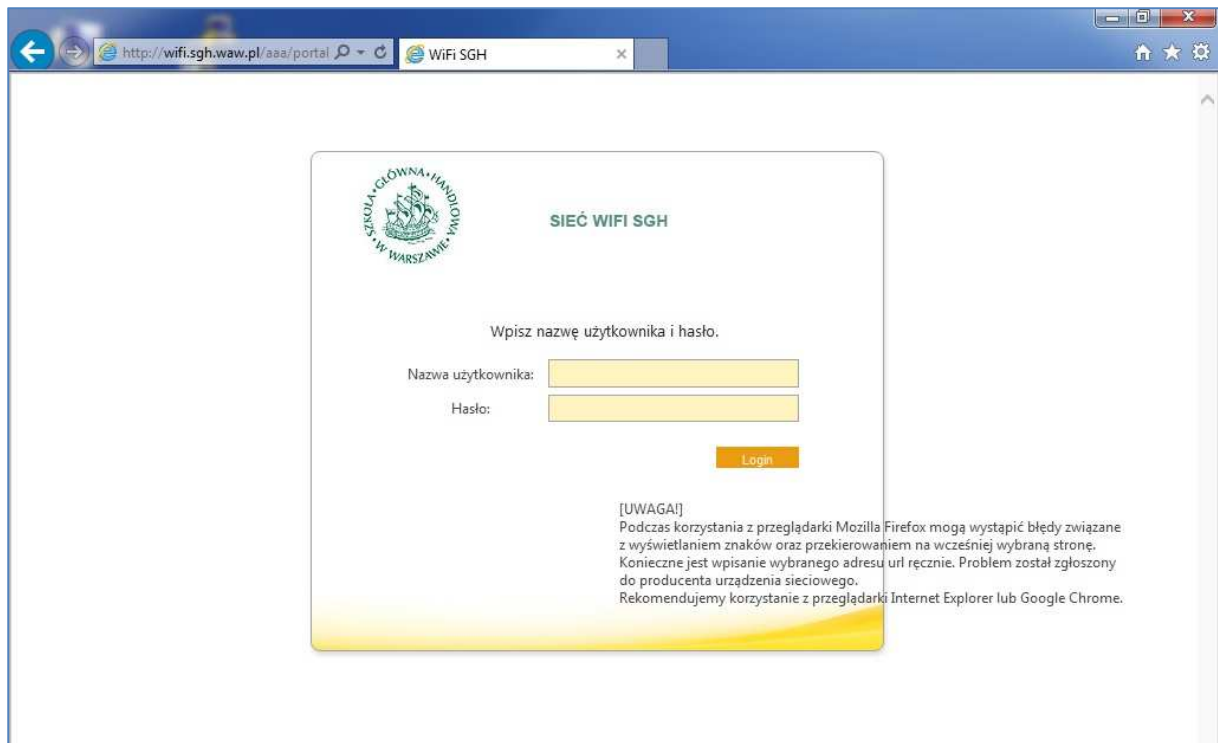 http://wifi.sgh.waw.pl/aaa/portal
WiFi SGH
SZKOŁA GŁÓWNA HANDLOWA
W WARSZAWIE
SIEĆ WIFI SGH
Wpisz nazwę użytkownika i hasło.
Nazwa użytkownika:
Hasło:
Login
[UWAGA!]
Podczas korzystania z przeglądarki Mozilla Firefox mogą wystąpić błędy związane
z wyświetlaniem znaków oraz przekierowaniem na wcześniej wybraną stronę.
Konieczne jest wpisanie wybranego adresu url ręcznie. Problem został zgłoszony
do producenta urządzenia sieciowego.
Rekomendujemy korzystanie z przeglądarki Internet Explorer lub Google Chrome.